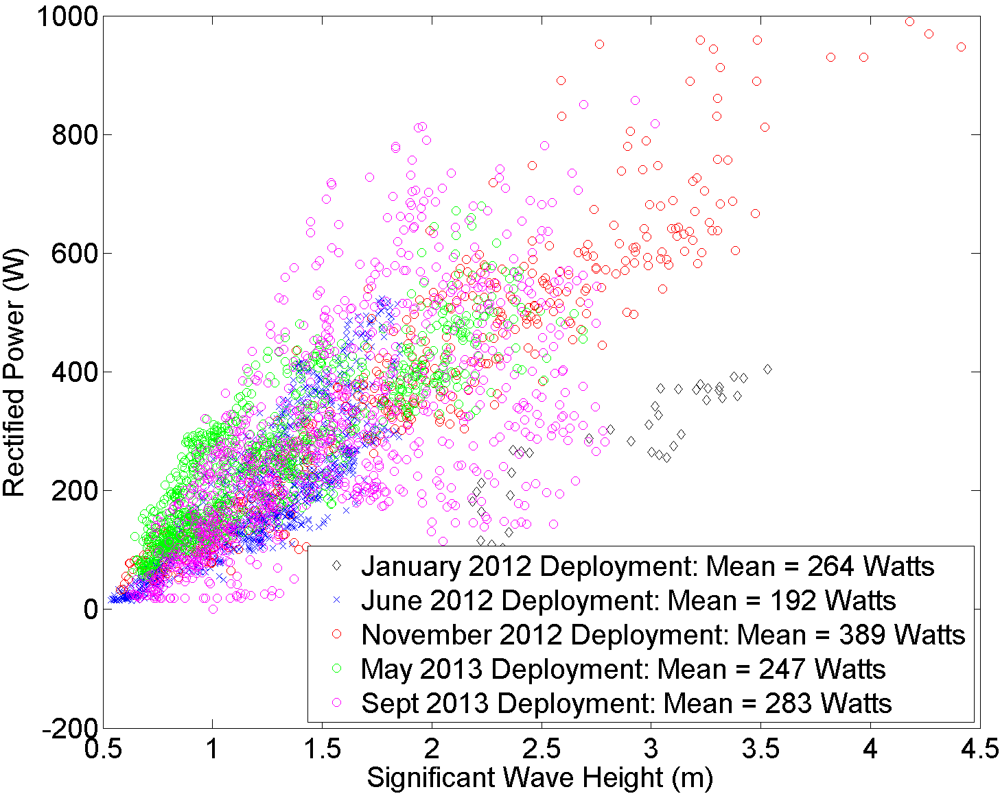 1000
800
600
400
200
0
-200
Rectified Power (W)
0.5 1 1.5 2 2.5 3 3.5 4 4.5
Significant Wave Height (m)
January 2012 Deployment: Mean = 264 Watts
June 2012 Deployment: Mean = 192 Watts
November 2012 Deployment: Mean = 389 Watts
May 2013 Deployment: Mean = 247 Watts
Sept 2013 Deployment: Mean = 283 Watts